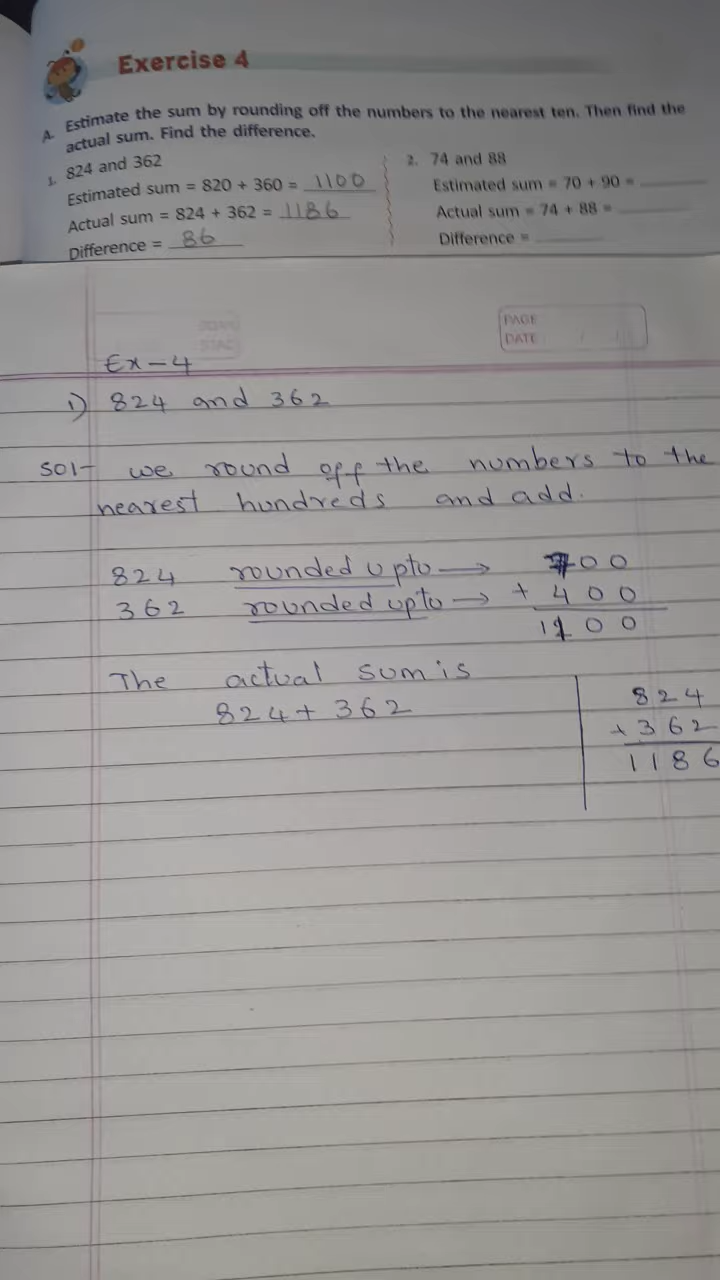 Exercise 4
A. Estimate the sum by rounding off the numbers to the nearest ten. Then find the
actual sum. Find the difference.
1. 824 and 362
Estimated sum = 820 + 360 = 1100
Actual sum = 824 + 362 = 1186
Difference = 86
2. 74 and 88
Estimated sum = 70 + 90 =
Actual sum = 74 + 88 =
Difference =
PAGE
DATE / /
Ex-4
1) 824 and 362
Sol- we round off the numbers to the
nearest hundreds and add.
824 rounded upto → 700
362 rounded upto → + 400
1100
The actual sum is
824 + 362
824
+ 362
1186